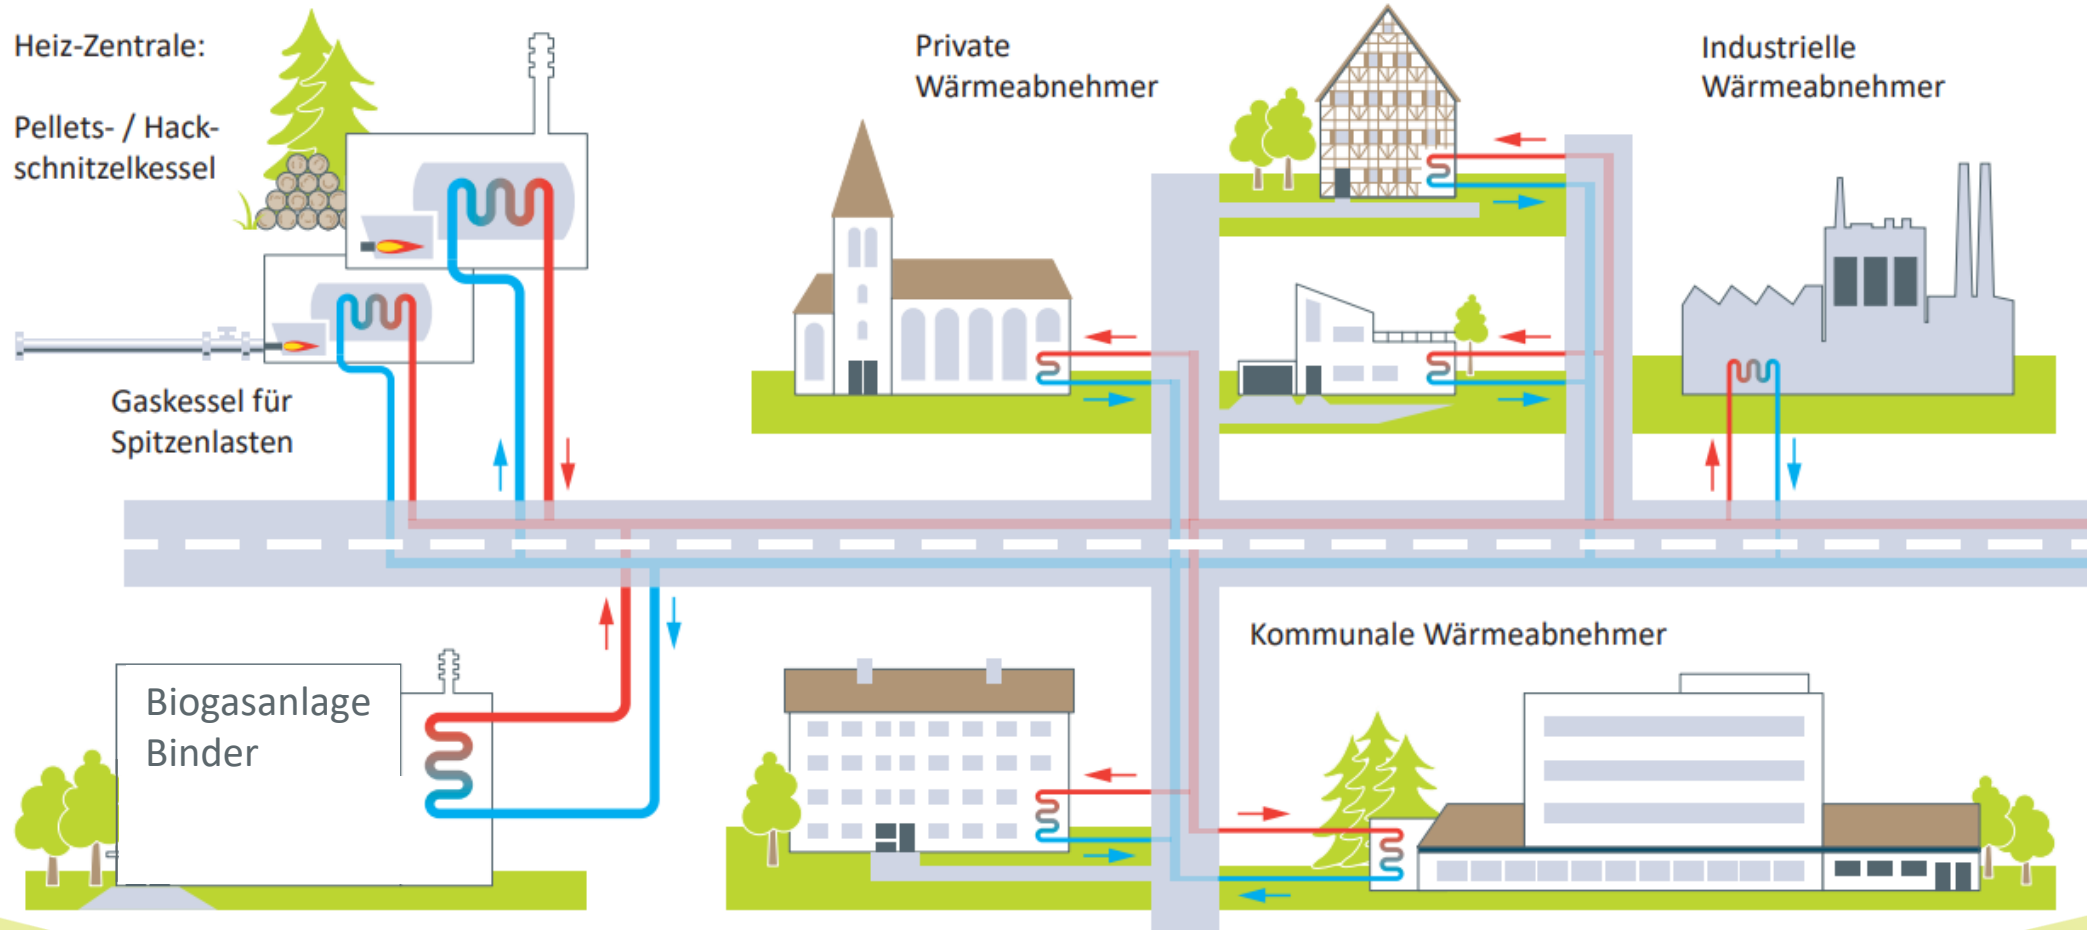 Heiz-Zentrale:
Pellets- / Hack-
schnitzelkessel
Gaskessel für
Spitzenlasten
Private
Wärmeabnehmer
Industrielle
Wärmeabnehmer
Kommunale Wärmeabnehmer
Biogasanlage
Binder